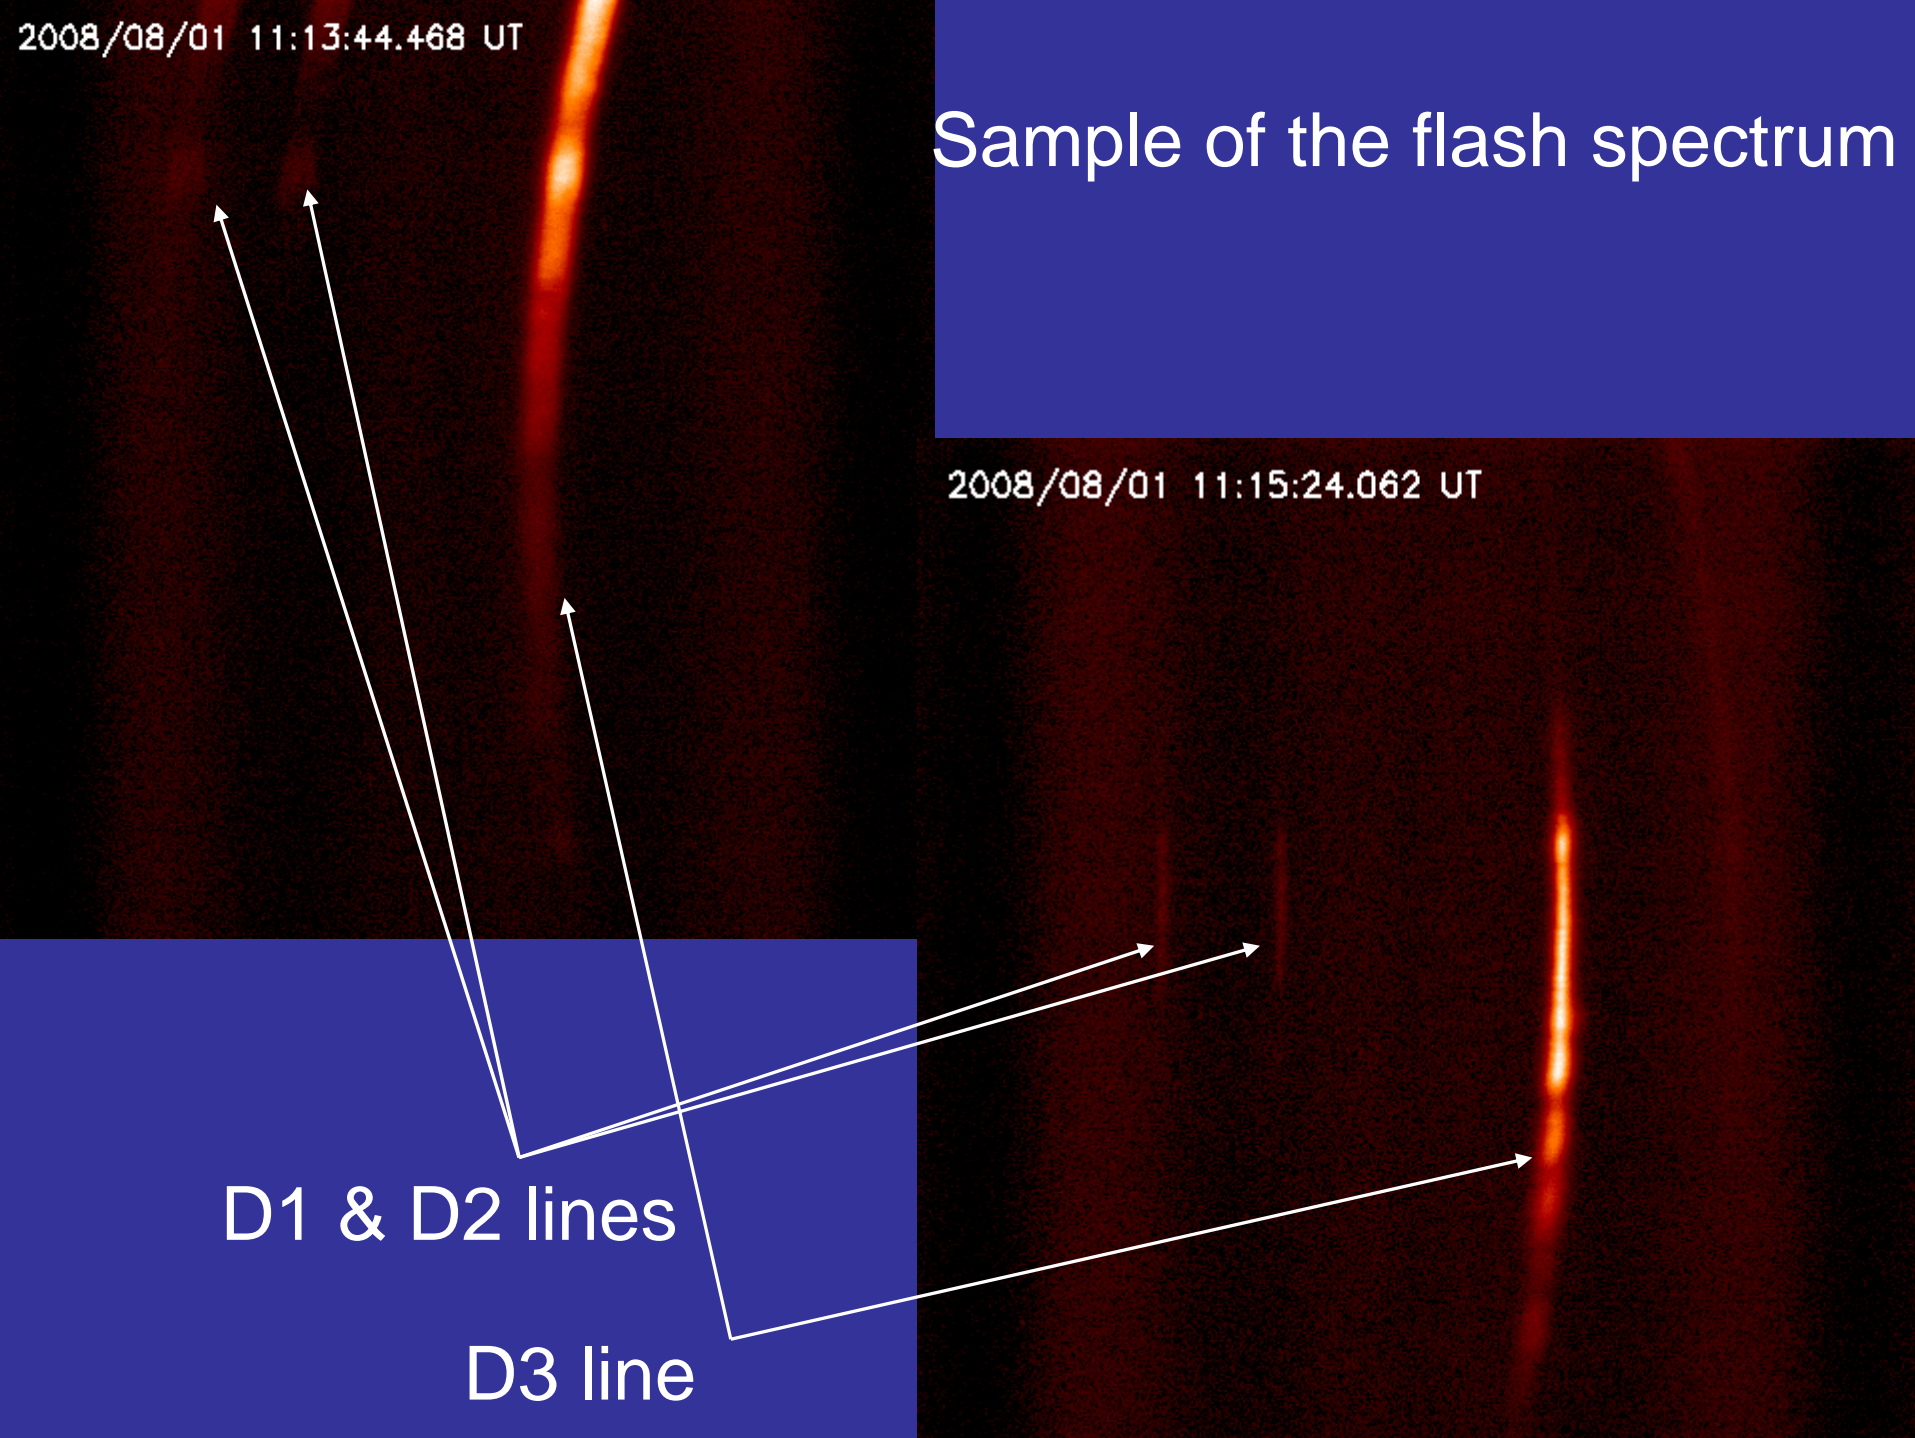 2008/08/01 11:13:44.468 UT
Sample of the flash spectrum
2008/08/01 11:15:24.062 UT
D1 & D2 lines
D3 line